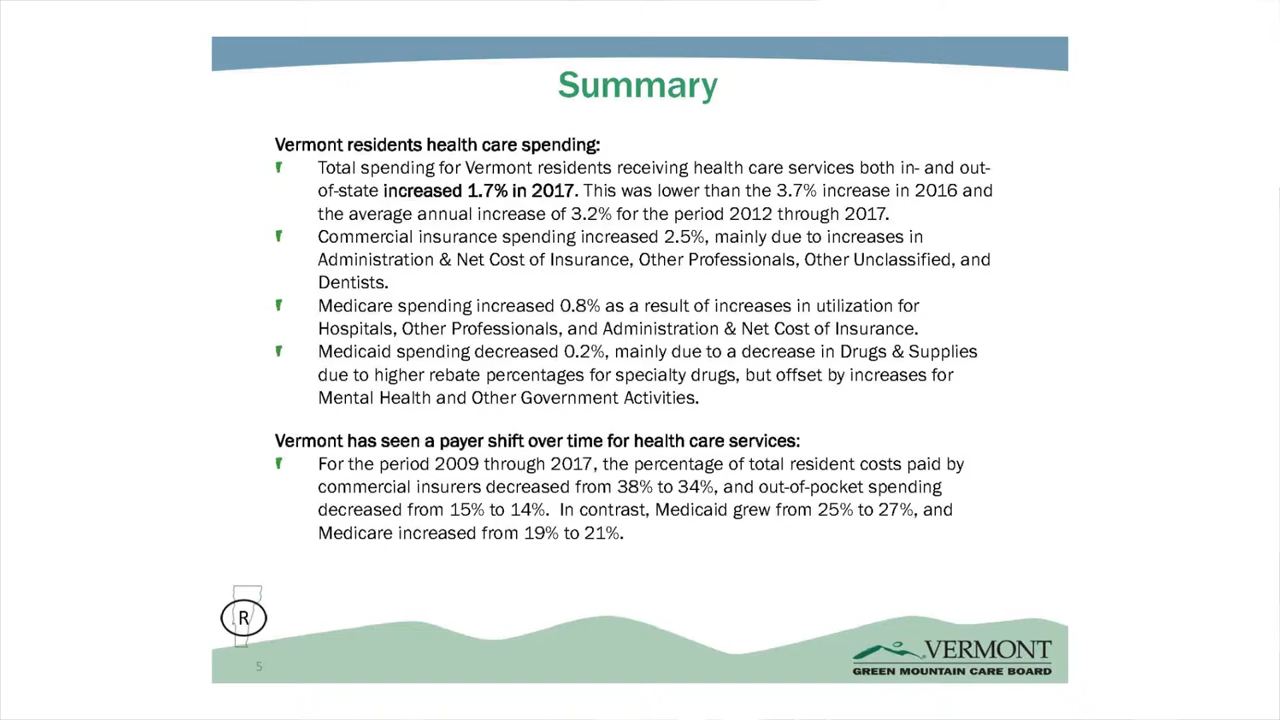 Summary
Vermont residents health care spending:
Total spending for Vermont residents receiving health care services both in- and out-
of-state increased 1.7% in 2017. This was lower than the 3.7% increase in 2016 and
the average annual increase of 3.2% for the period 2012 through 2017.
Commercial insurance spending increased 2.5%, mainly due to increases in
Administration & Net Cost of Insurance, Other Professionals, Other Unclassified, and
Dentists.
Medicare spending increased 0.8% as a result of increases in utilization for
Hospitals, Other Professionals, and Administration & Net Cost of Insurance.
Medicaid spending decreased 0.2%, mainly due to a decrease in Drugs & Supplies
due to higher rebate percentages for specialty drugs, but offset by increases for
Mental Health and Other Government Activities.
Vermont has seen a payer shift over time for health care services:
For the period 2009 through 2017, the percentage of total resident costs paid by
commercial insurers decreased from 38% to 34%, and out-of-pocket spending
decreased from 15% to 14%. In contrast, Medicaid grew from 25% to 27%, and
Medicare increased from 19% to 21%.
R
5
VERMONT
GREEN MOUNTAIN CARE BOARD